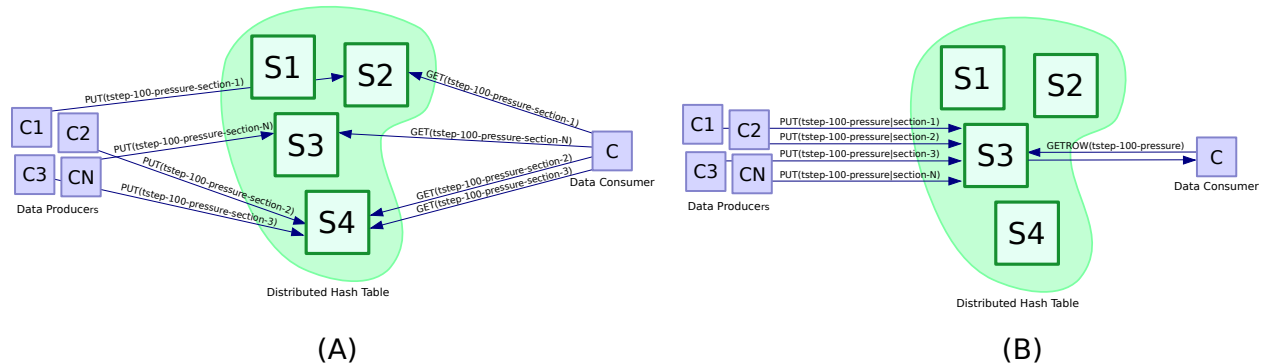 S1
S2
S3
S4
C1
C2
C3
CN
C
PUT(tstep-100-pressure-section-1)
PUT(tstep-100-pressure-section-N)
PUT(tstep-100-pressure-section-2)
PUT(tstep-100-pressure-section-3)
GET(tstep-100-pressure-section-1)
GET(tstep-100-pressure-section-N)
GET(tstep-100-pressure-section-2)
GET(tstep-100-pressure-section-3)
Data Producers
Data Consumer
Distributed Hash Table
(A)
S1
S2
S3
S4
C1
C2
C3
CN
C
PUT(tstep-100-pressure|section-1)
PUT(tstep-100-pressure|section-2)
PUT(tstep-100-pressure|section-3)
PUT(tstep-100-pressure|section-N)
GETROW(tstep-100-pressure)
Data Producers
Data Consumer
Distributed Hash Table
(B)